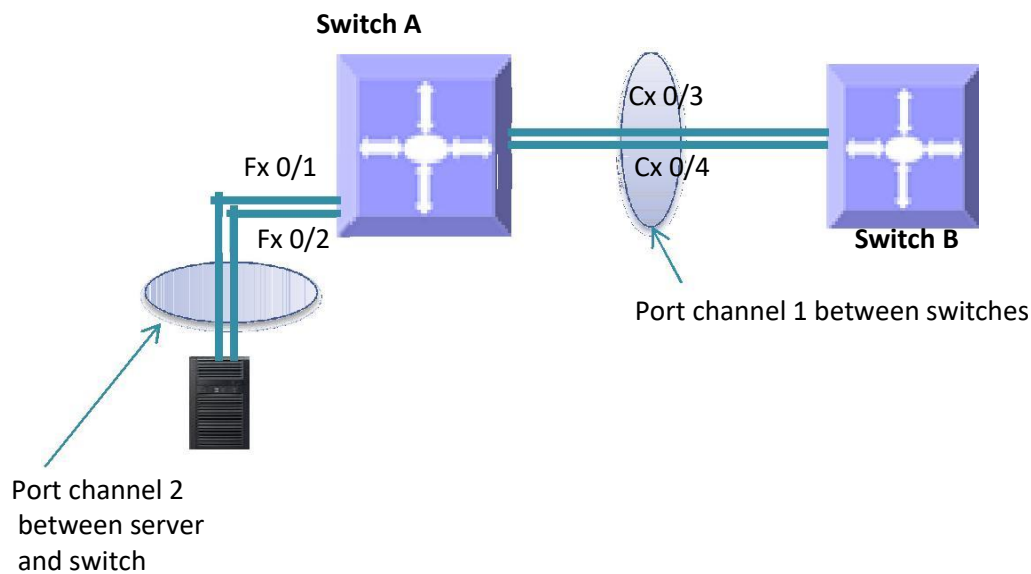 Switch A
Cx 0/3
Fx 0/1
Cx 0/4
Fx 0/2
Switch B
Port channel 1 between switches
Port channel 2
between server
and switch